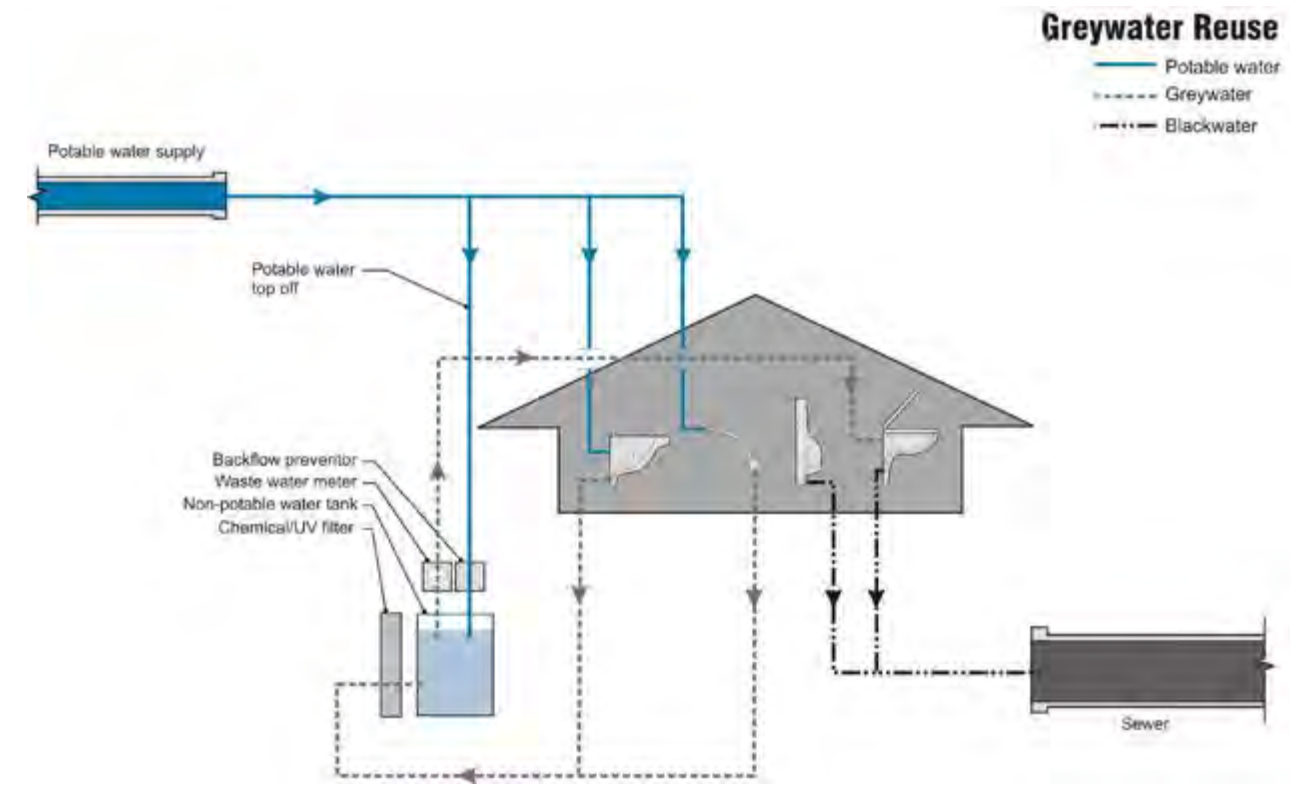 Greywater Reuse
Potable water
Greywater
Blackwater
Potable water supply
Potable water
top off
Backflow preventor
Waste water meter
Non-potable water tank
Chemical/UV filter
Sewer